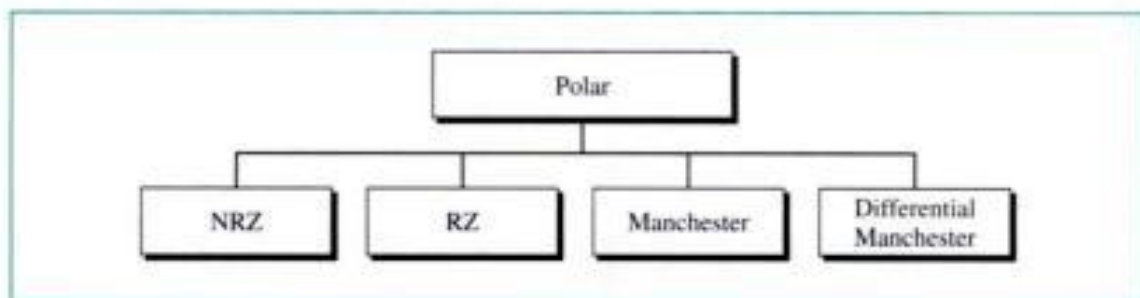 Polar
NRZ
RZ
Manchester
Differential
Manchester